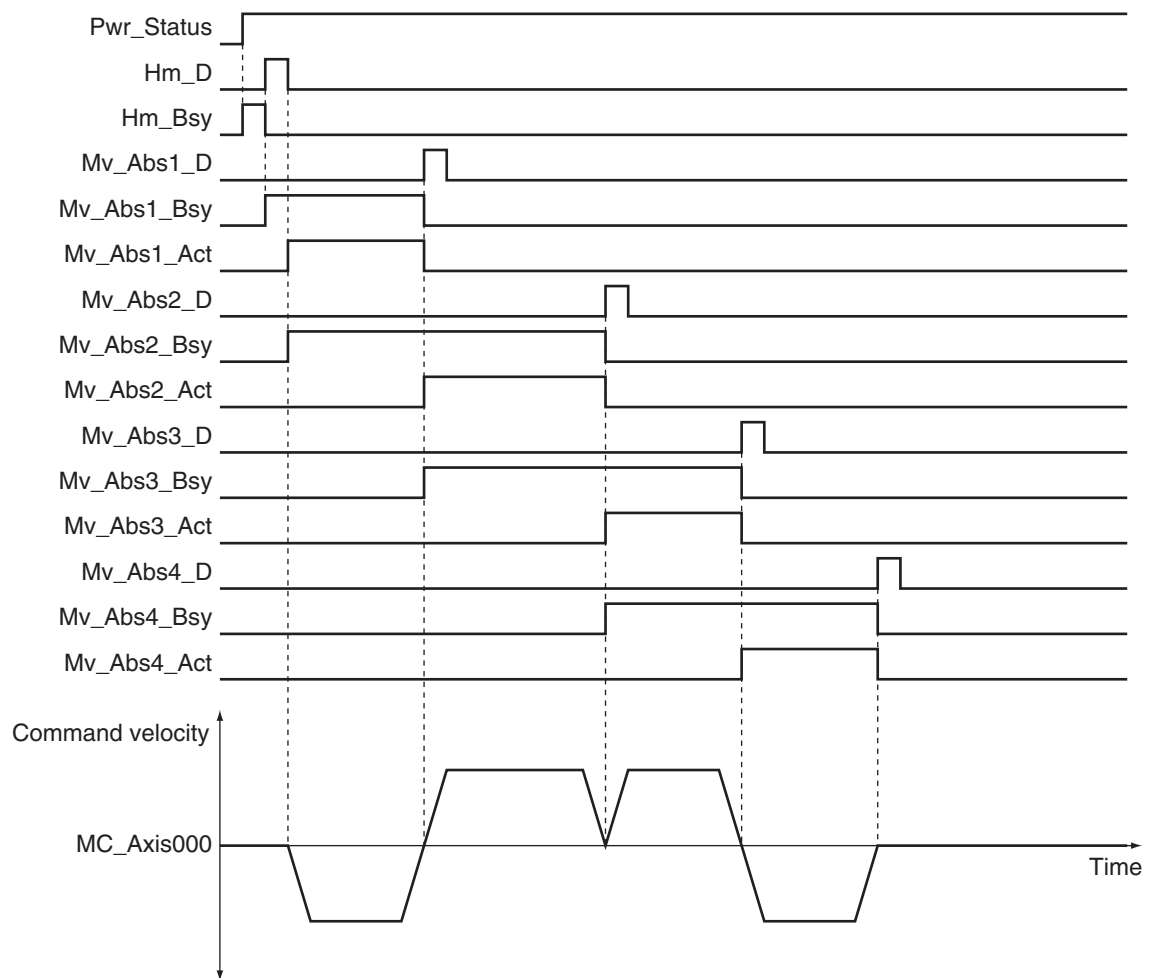 Pwr_Status
Hm_D
Hm_Bsy
Mv_Abs1_D
Mv_Abs1_Bsy
Mv_Abs1_Act
Mv_Abs2_D
Mv_Abs2_Bsy
Mv_Abs2_Act
Mv_Abs3_D
Mv_Abs3_Bsy
Mv_Abs3_Act
Mv_Abs4_D
Mv_Abs4_Bsy
Mv_Abs4_Act
Command velocity
MC_Axis000
Time